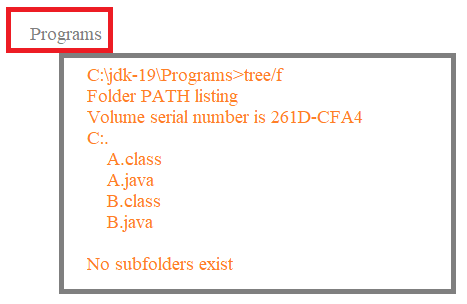 Programs
C:\jdk-19\Programs>tree/f
Folder PATH listing
Volume serial number is 261D-CFA4
C:.
A.class
A.java
B.class
B.java
No subfolders exist